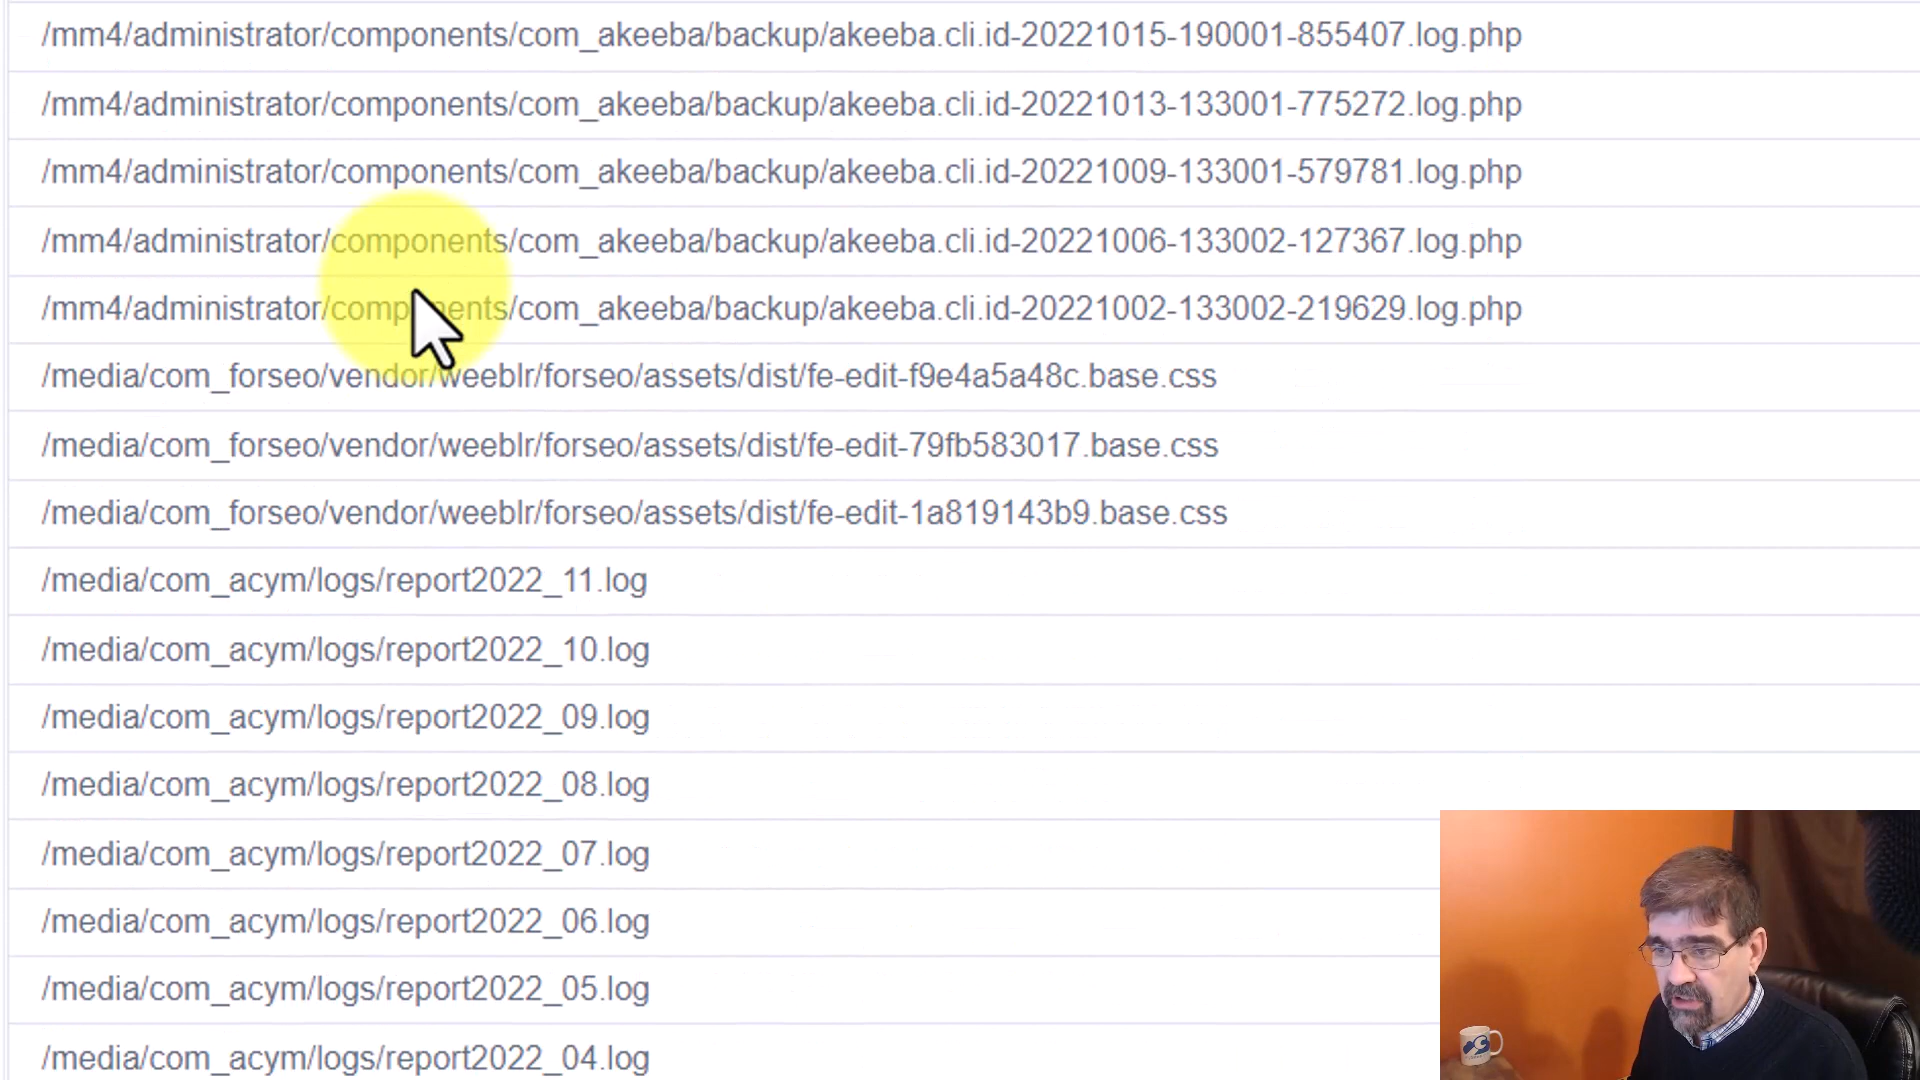 /mm4/administrator/components/com_akeeba/backup/akeeba.cli.id-20221015-190001-855407.log.php
/mm4/administrator/components/com_akeeba/backup/akeeba.cli.id-20221013-133001-775272.log.php
/mm4/administrator/components/com_akeeba/backup/akeeba.cli.id-20221009-133001-579781.log.php
/mm4/administrator/components/com_akeeba/backup/akeeba.cli.id-20221006-133002-127367.log.php
/mm4/administrator/components/com_akeeba/backup/akeeba.cli.id-20221002-133002-219629.log.php
/media/com_forseo/vendor/weeblr/forseo/assets/dist/fe-edit-f9e4a5a48c.base.css
/media/com_forseo/vendor/weeblr/forseo/assets/dist/fe-edit-79fb583017.base.css
/media/com_forseo/vendor/weeblr/forseo/assets/dist/fe-edit-1a819143b9.base.css
/media/com_acym/logs/report2022_11.log
/media/com_acym/logs/report2022_10.log
/media/com_acym/logs/report2022_09.log
/media/com_acym/logs/report2022_08.log
/media/com_acym/logs/report2022_07.log
/media/com_acym/logs/report2022_06.log
/media/com_acym/logs/report2022_05.log
/media/com_acym/logs/report2022_04.log